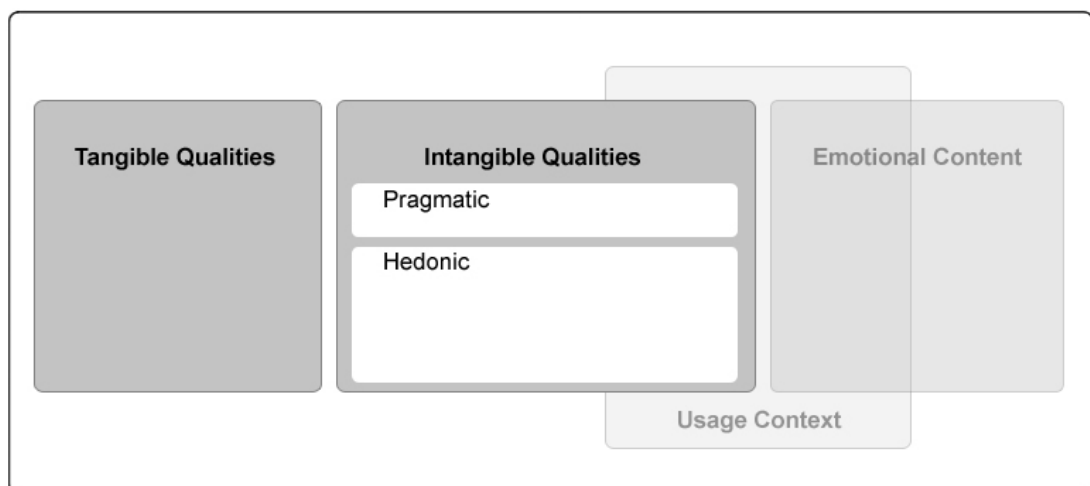 Tangible Qualities
Intangible Qualities
Emotional Content
Pragmatic
Hedonic
Usage Context